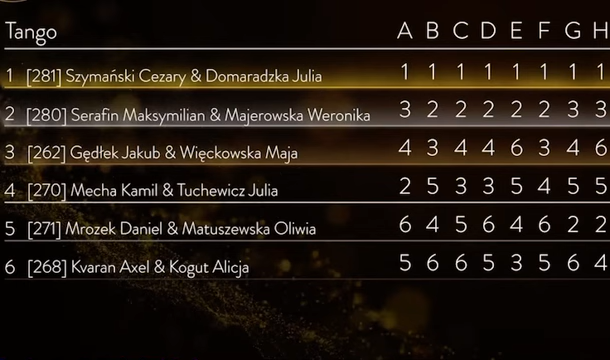 Tango A B C D E F G H
1 [281] Szymański Cezary & Domaradzka Julia 1 1 1 1 1 1 1 1
2 [280] Serafin Maksymilian & Majerowska Weronika 3 2 2 2 2 2 3 3
3 [262] Gędłek Jakub & Więckowska Maja 4 3 4 4 6 3 4 6
4 [270] Mecha Kamil & Tuchewicz Julia 2 5 3 3 5 4 5 5
5 [271] Mrozek Daniel & Matuszewska Oliwia 6 4 5 6 4 6 2 2
6 [268] Kvaran Axel & Kogut Alicja 5 6 6 5 3 5 6 4